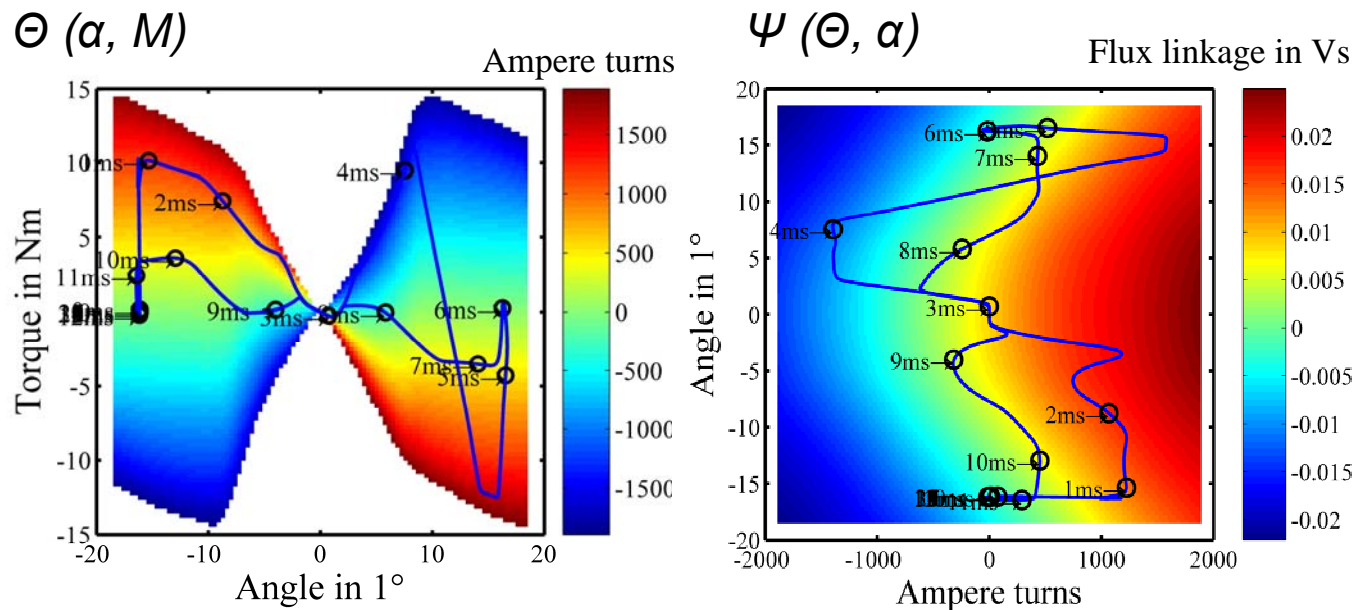 Θ (α, M)
Ampere turns
15
10
5
0
-5
-10
-15
-20
-10
0
10
20
Torque in Nm
Angle in 1°
1ms
2ms
4ms
10ms
11ms
9ms
3ms
6ms
7ms
5ms
12ms
1500
1000
500
0
-500
-1000
-1500
Ψ (Θ, α)
Flux linkage in Vs
20
15
10
5
0
-5
-10
-15
-20
-2000
-1000
0
1000
2000
Angle in 1°
Ampere turns
6ms
7ms
4ms
8ms
3ms
9ms
2ms
10ms
1ms
11ms
0.02
0.015
0.01
0.005
0
-0.005
-0.01
-0.015
-0.02